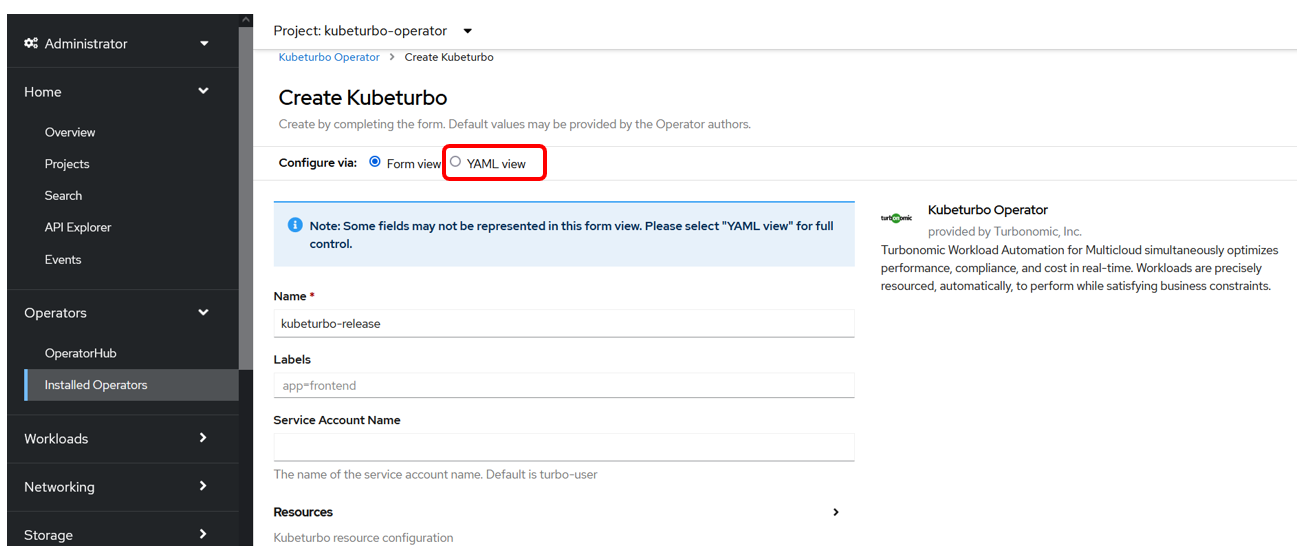 Administrator
Home
Overview
Projects
Search
API Explorer
Events
Operators
OperatorHub
Installed Operators
Workloads
Networking
Storage
Project: kubeturbo-operator
Kubeturbo Operator > Create Kubeturbo
Create Kubeturbo
Create by completing the form. Default values may be provided by the Operator authors.
Configure via: Form view YAML view
Note: Some fields may not be represented in this form view. Please select "YAML view" for full
control.
Name *
kubeturbo-release
Labels
app=frontend
Service Account Name
The name of the service account name. Default is turbo-user
Resources
Kubeturbo resource configuration
turbonomic
Kubeturbo Operator
provided by Turbonomic, Inc.
Turbonomic Workload Automation for Multicloud simultaneously optimizes
performance, compliance, and cost in real-time. Workloads are precisely
resourced, automatically, to perform while satisfying business constraints.